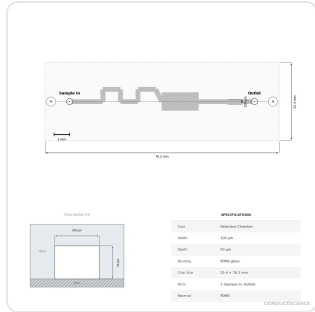 Sample In
Outlet
A
A
5 mm
25.4 mm
76.2 mm
Cross-Section A-A
100 µm
50 µm
PDMS
Glass
SPECIFICATIONS
Type Detection Chamber
Width 100 µm
Depth 50 µm
Bonding PDMS-glass
Chip Size 25.4 × 76.2 mm
Ports 2 (Sample In, Outlet)
Material PDMS
CONDUCTSCIENCE